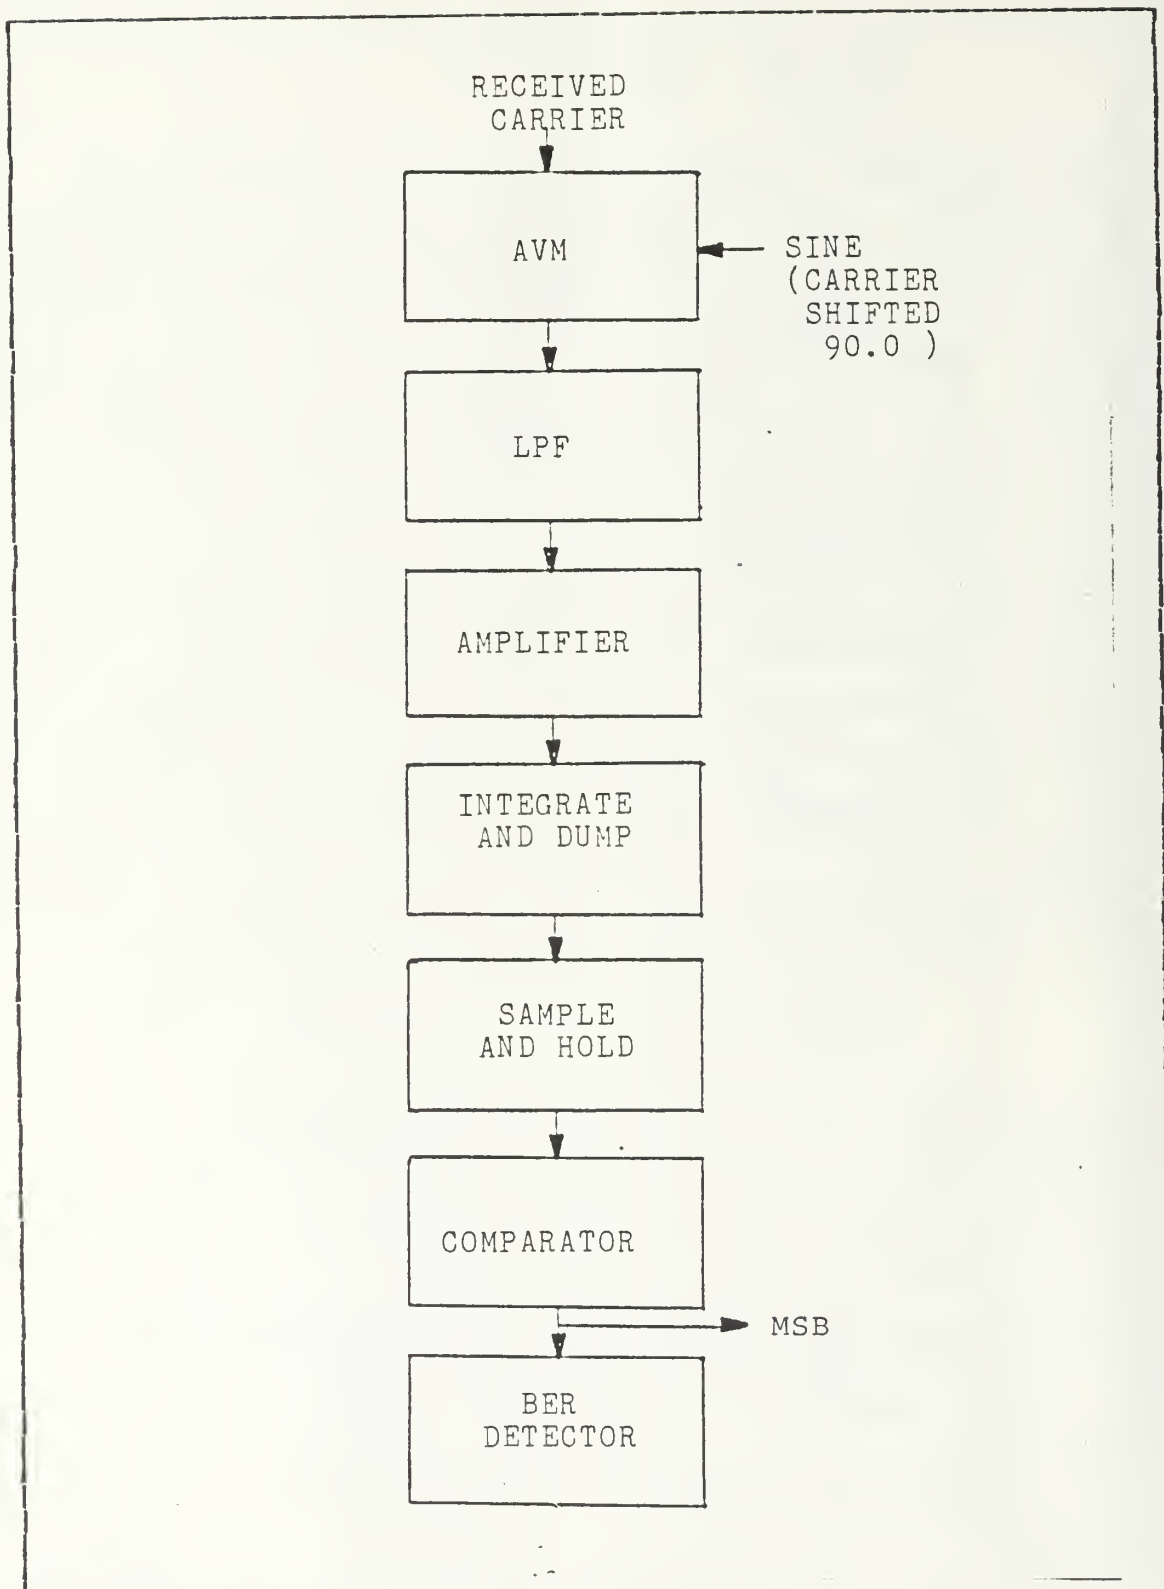 RECEIVED
CARRIER
AVM
SINE
(CARRIER
SHIFTED
90.0 )
LPF
AMPLIFIER
INTEGRATE
AND DUMP
SAMPLE
AND HOLD
COMPARATOR
MSB
BER
DETECTOR